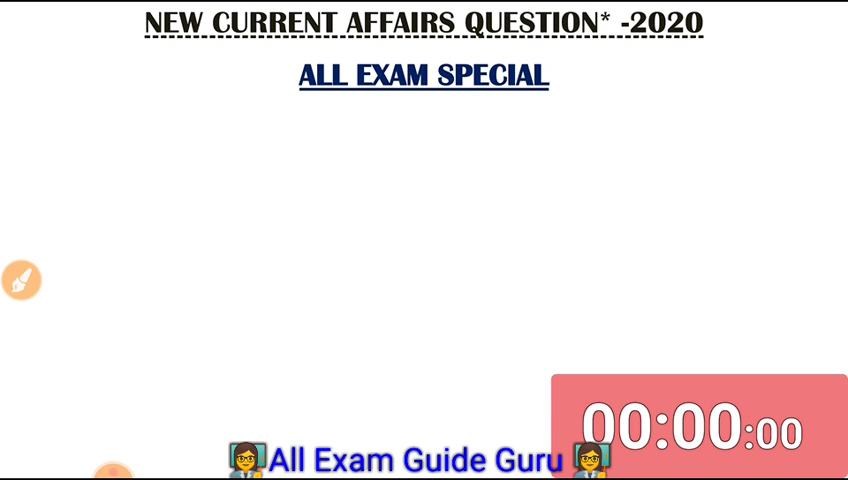 NEW CURRENT AFFAIRS QUESTION* -2020
ALL EXAM SPECIAL
00:00:00
All Exam Guide Guru